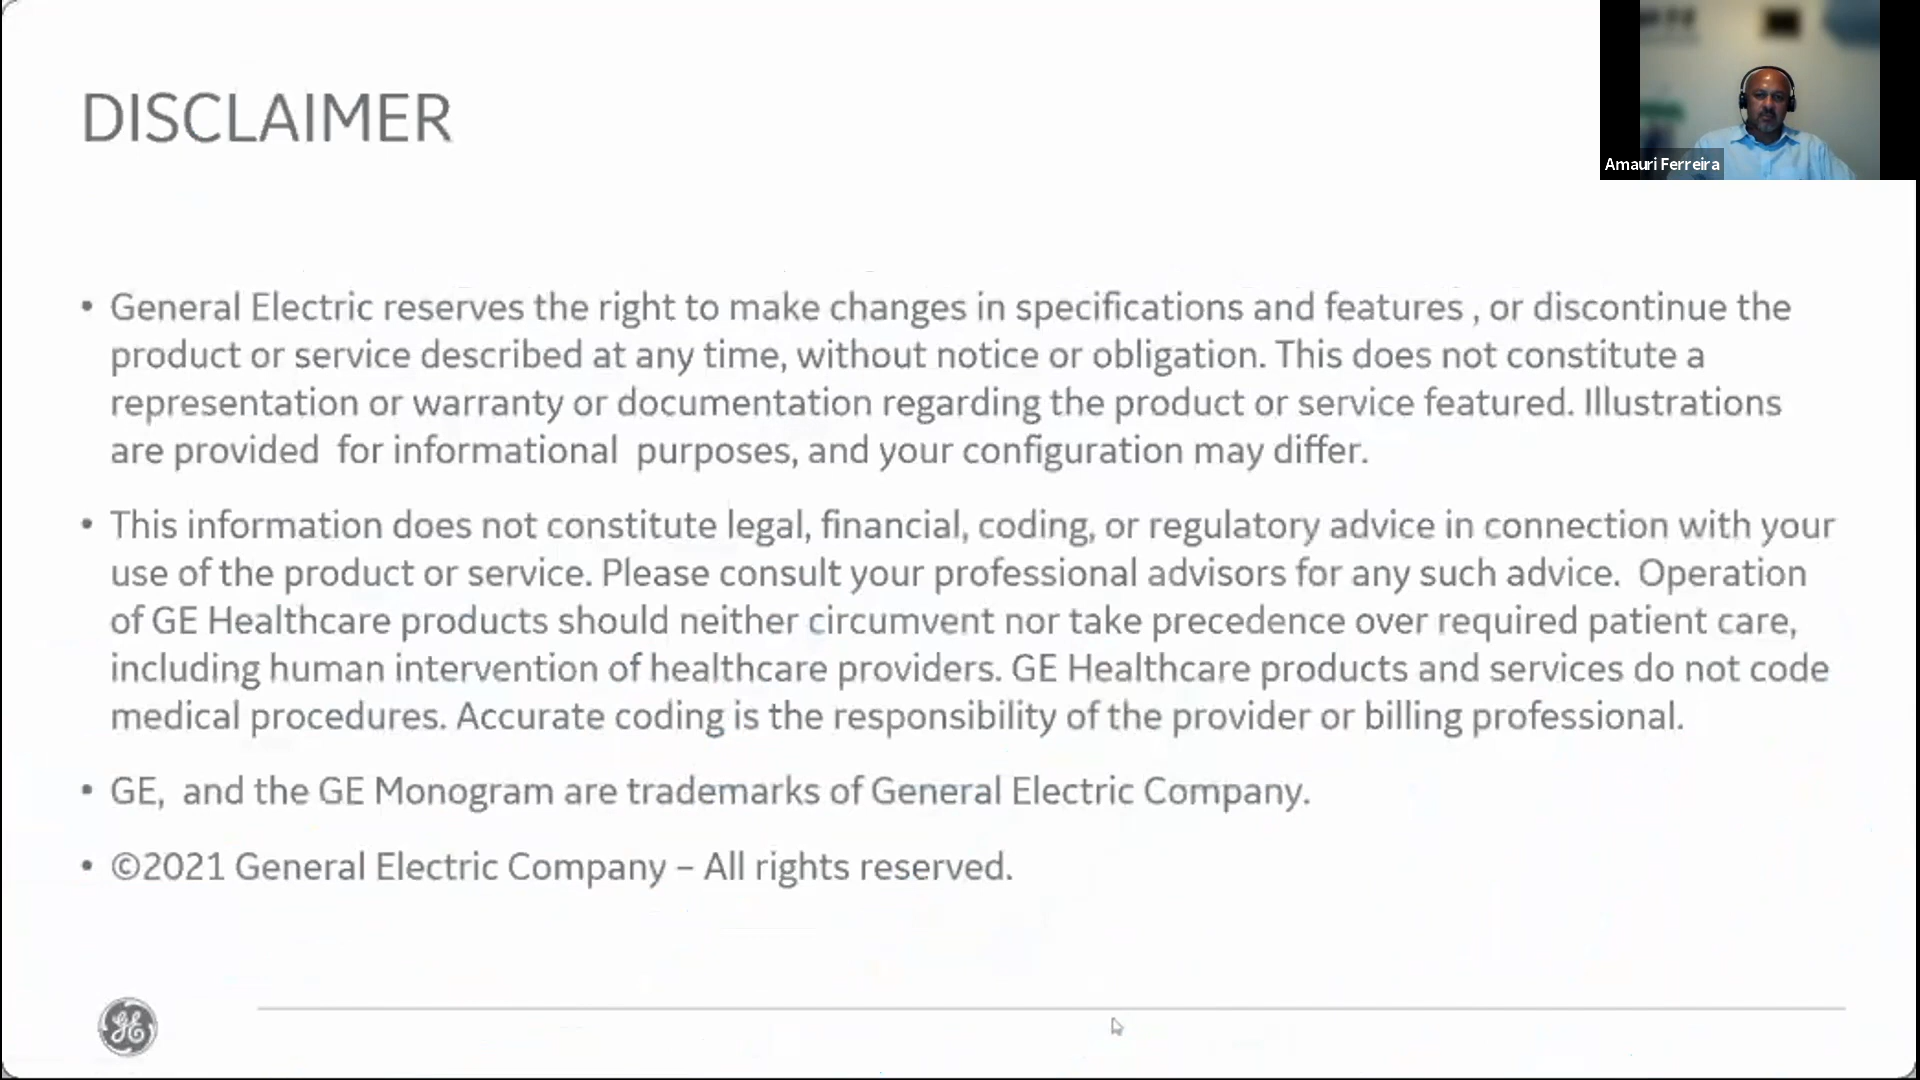 DISCLAIMER
Amauri Ferreira
• General Electric reserves the right to make changes in specifications and features , or discontinue the
product or service described at any time, without notice or obligation. This does not constitute a
representation or warranty or documentation regarding the product or service featured. Illustrations
are provided for informational purposes, and your configuration may differ.
• This information does not constitute legal, financial, coding, or regulatory advice in connection with your
use of the product or service. Please consult your professional advisors for any such advice. Operation
of GE Healthcare products should neither circumvent nor take precedence over required patient care,
including human intervention of healthcare providers. GE Healthcare products and services do not code
medical procedures. Accurate coding is the responsibility of the provider or billing professional.
• GE, and the GE Monogram are trademarks of General Electric Company.
• ©2021 General Electric Company – All rights reserved.
GE